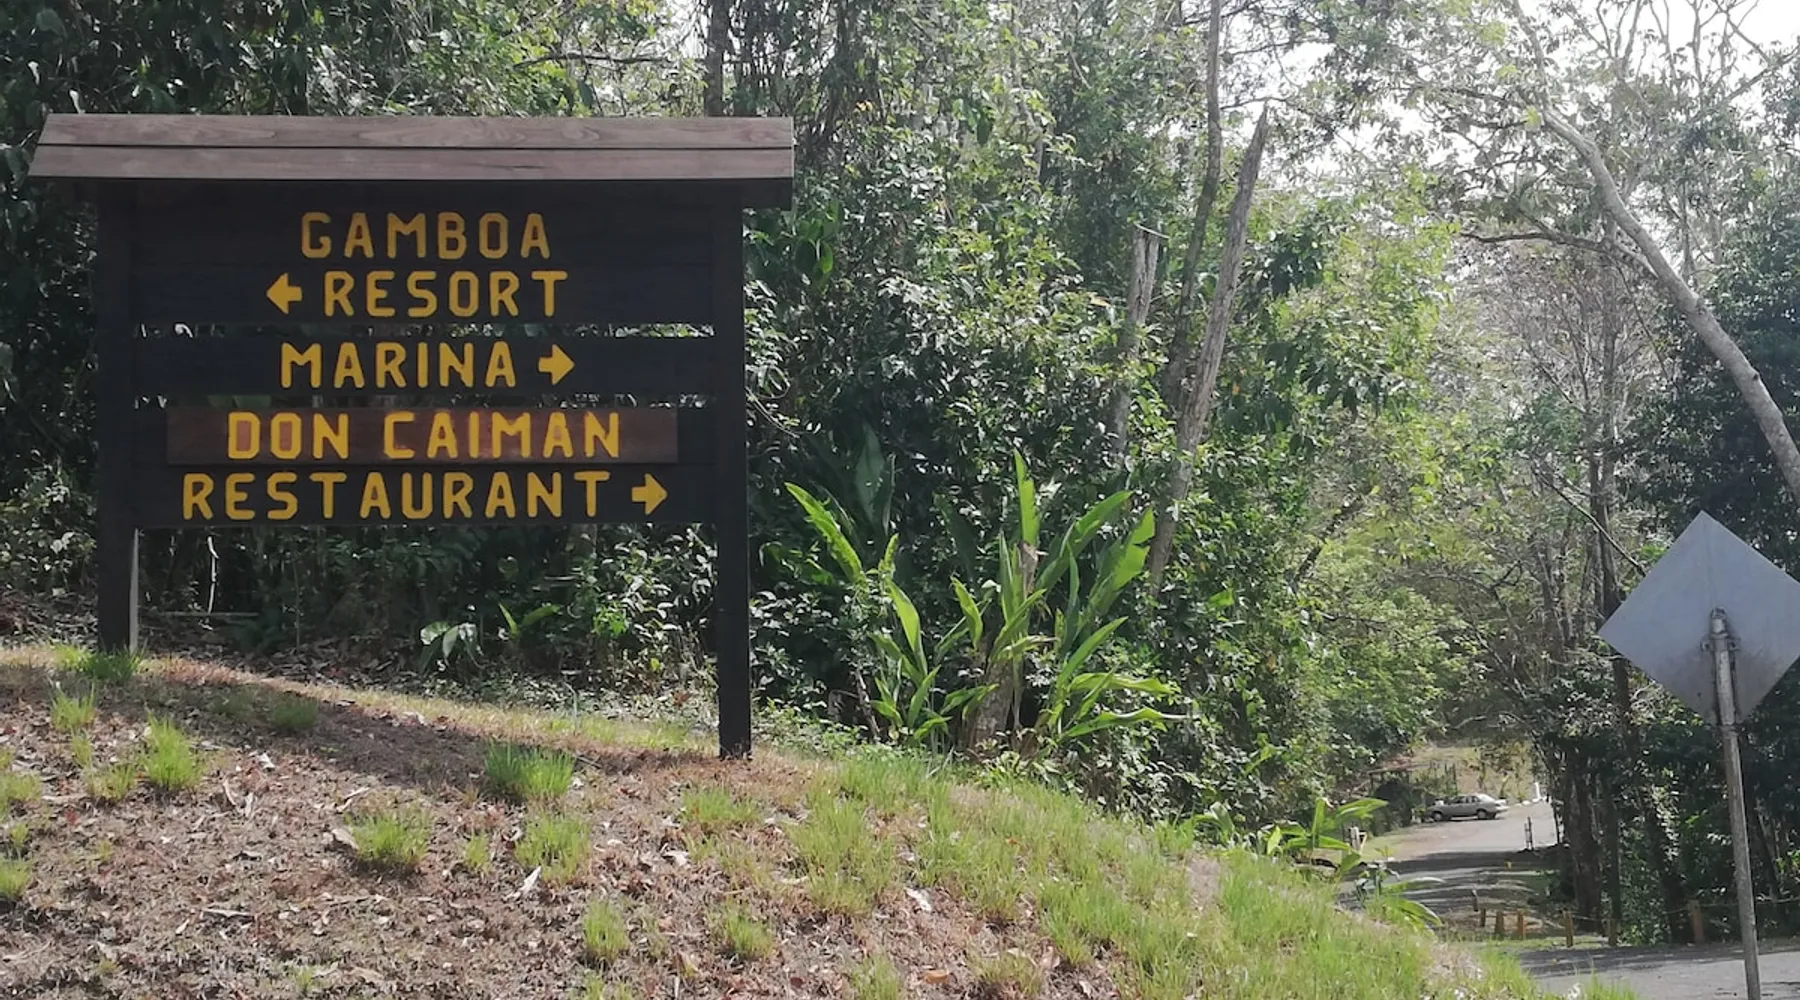 GAMBOA
← RESORT
MARINA →
DON CAIMAN
RESTAURANT →